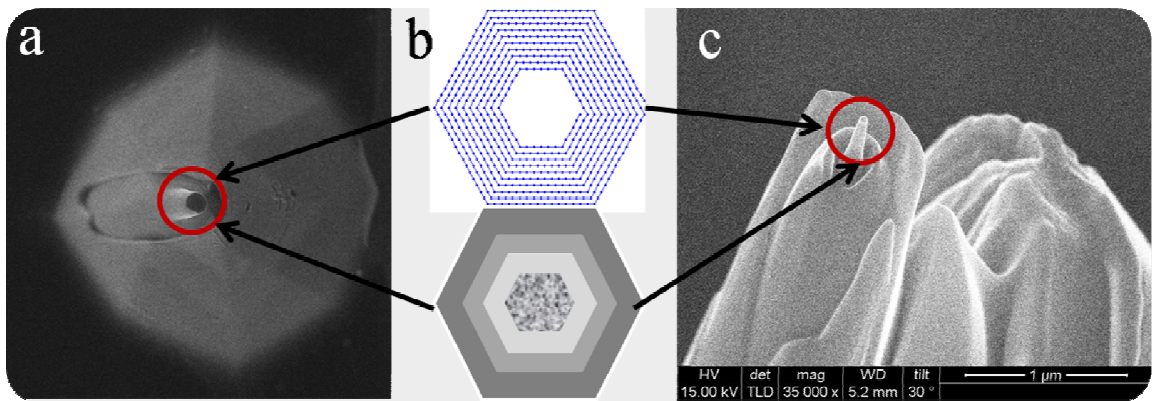 a
b
c
HV det mag WD tilt
15.00 kV TLD 35 000 x 5.2 mm 30 °
1 µm